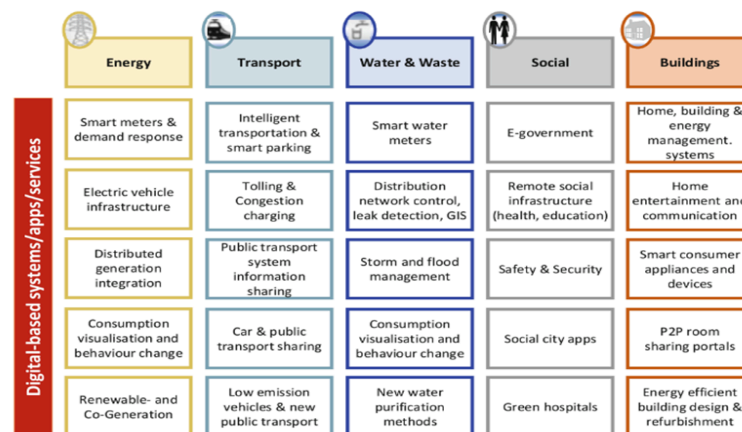 Energy
Transport
Water & Waste
Social
Buildings
Digital-based systems/apps/services
Smart meters &
demand response
Intelligent
transportation &
smart parking
Smart water
meters
E-government
Home, building &
energy
management.
systems
Electric vehicle
infrastructure
Tolling &
Congestion
charging
Distribution
network control,
leak detection, GIS
Remote social
infrastructure
(health, education)
Home
entertainment and
communication
Distributed
generation
integration
Public transport
system
information
sharing
Storm and flood
management
Safety & Security
Smart consumer
appliances and
devices
Consumption
visualisation and
behaviour change
Car & public
transport sharing
Consumption
visualisation and
behaviour change
Social city apps
P2P room
sharing portals
Renewable- and
Co-Generation
Low emission
vehicles & new
public transport
New water
purification
methods
Green hospitals
Energy efficient
building design &
refurbishment